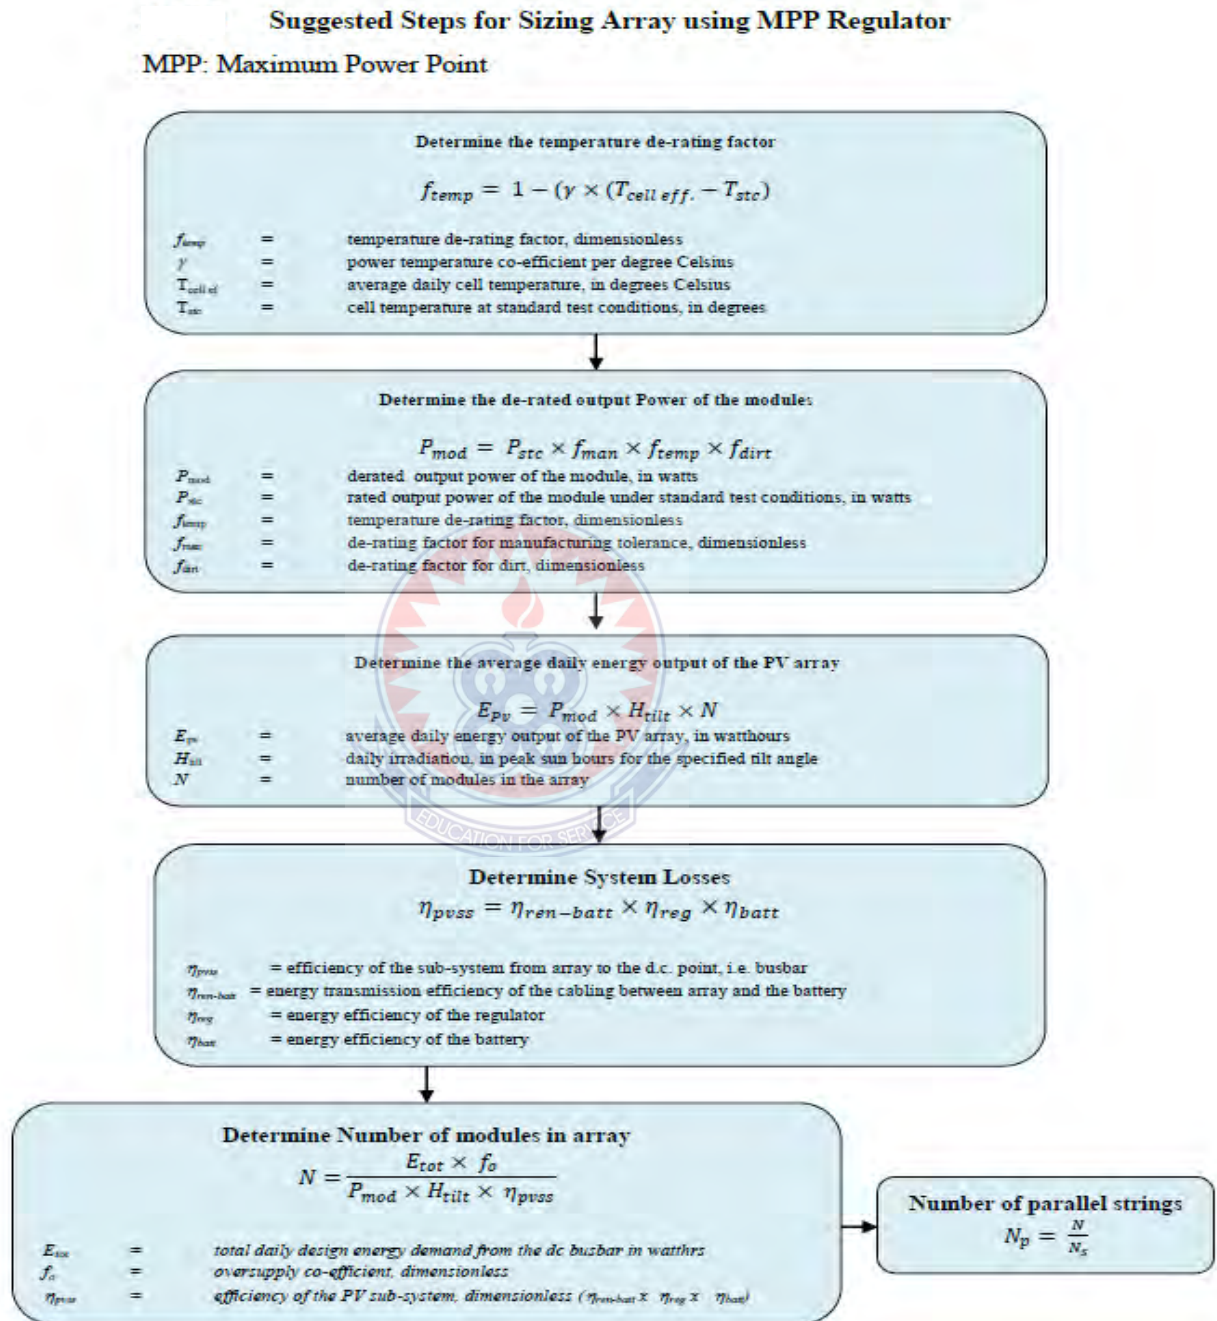 Suggested Steps for Sizing Array using MPP Regulator
MPP: Maximum Power Point
Determine the temperature de-rating factor
f_temp = 1 − (γ × (T_cell eff. − T_stc)
f_temp = temperature de-rating factor, dimensionless
γ = power temperature co-efficient per degree Celsius
T_cell ef = average daily cell temperature, in degrees Celsius
T_stc = cell temperature at standard test conditions, in degrees
Determine the de-rated output Power of the modules
P_mod = P_stc × f_man × f_temp × f_dirt
P_mod = derated output power of the module, in watts
P_stc = rated output power of the module under standard test conditions, in watts
f_temp = temperature de-rating factor, dimensionless
f_man = de-rating factor for manufacturing tolerance, dimensionless
f_dirt = de-rating factor for dirt, dimensionless
Determine the average daily energy output of the PV array
E_Pv = P_mod × H_tilt × N
E_pv = average daily energy output of the PV array, in watthours
H_tilt = daily irradiation, in peak sun hours for the specified tilt angle
N = number of modules in the array
EDUCATION FOR SERVICE
Determine System Losses
η_pvss = η_ren−batt × η_reg × η_batt
η_pvss = efficiency of the sub-system from array to the d.c. point, i.e. busbar
η_ren-batt = energy transmission efficiency of the cabling between array and the battery
η_reg = energy efficiency of the regulator
η_batt = energy efficiency of the battery
Determine Number of modules in array
N = E_tot × f_o / P_mod × H_tilt × η_pvss
E_tot = total daily design energy demand from the dc busbar in watthrs
f_o = oversupply co-efficient, dimensionless
η_pvss = efficiency of the PV sub-system, dimensionless (η_ren-batt x η_reg x η_batt)
Number of parallel strings
N_p = N / N_s